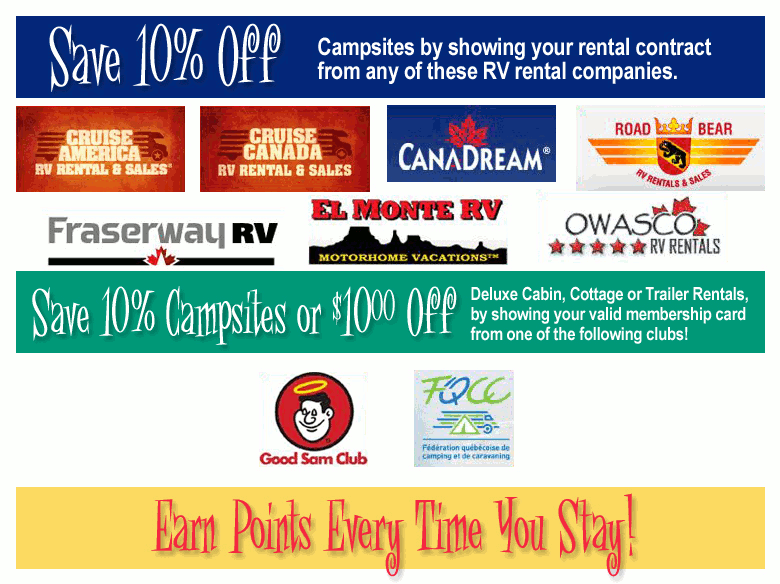 Save 10% Off
Campsites by showing your rental contract
from any of these RV rental companies.
CRUISE
AMERICA
RV RENTAL & SALES®
CRUISE
CANADA
RV RENTAL & SALES
CANADREAM®
ROAD BEAR
RV RENTALS & SALES
Fraserway RV
EL MONTE RV
MOTORHOME VACATIONS™
OWASCO
RV RENTALS
Save 10% Campsites or $10.00 Off
Deluxe Cabin, Cottage or Trailer Rentals,
by showing your valid membership card
from one of the following clubs!
Good Sam Club
FQCC
Fédération québécoise de
camping et de caravaning
Earn Points Every Time You Stay!